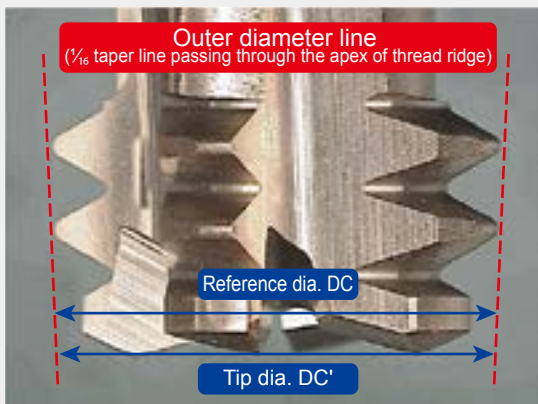 Outer diameter line
(¹⁄₁₆ taper line passing through the apex of thread ridge)
Reference dia. DC
Tip dia. DC'